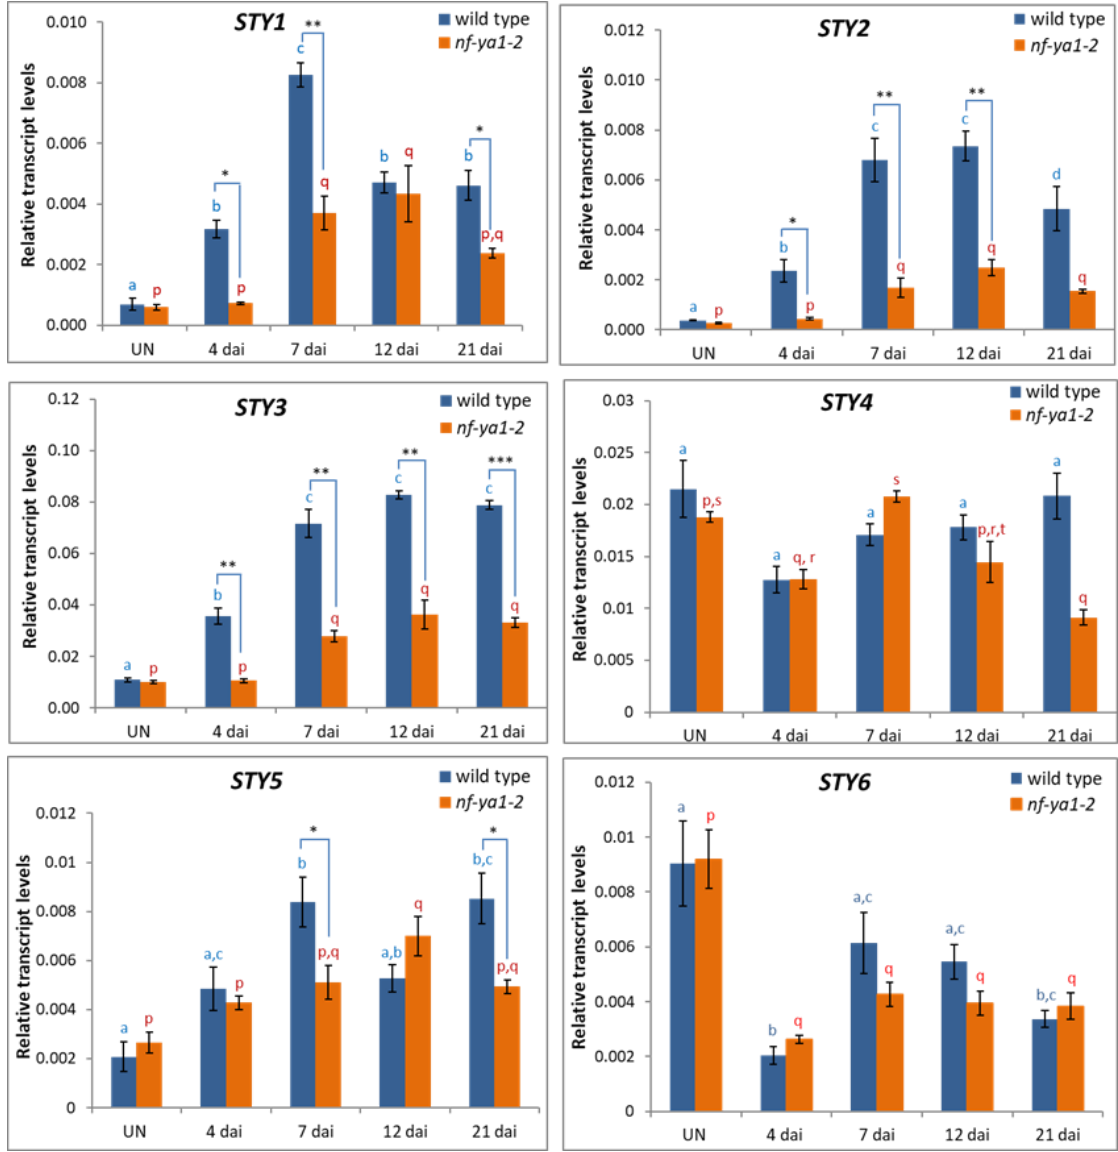 STY1
wild type
nf-ya1-2
Relative transcript levels
0.010
0.008
0.006
0.004
0.002
0.000
a
p
b
*
p
c
**
q
b
q
b
*
p,q
UN
4 dai
7 dai
12 dai
21 dai
STY2
wild type
nf-ya1-2
Relative transcript levels
0.012
0.010
0.008
0.006
0.004
0.002
0.000
a
p
b
*
p
c
**
q
c
**
q
d
q
UN
4 dai
7 dai
12 dai
21 dai
STY3
wild type
nf-ya1-2
Relative transcript levels
0.12
0.10
0.08
0.06
0.04
0.02
0.00
a
p
b
**
p
c
**
q
c
**
q
c
***
q
UN
4 dai
7 dai
12 dai
21 dai
STY4
wild type
nf-ya1-2
Relative transcript levels
0.03
0.025
0.02
0.015
0.01
0.005
0
a
p,s
a
q, r
a
s
a
p,r,t
a
q
UN
4 dai
7 dai
12 dai
21 dai
STY5
wild type
nf-ya1-2
Relative transcript levels
0.012
0.01
0.008
0.006
0.004
0.002
0
a
p
a,c
p
b
*
p,q
a,b
q
b,c
*
p,q
UN
4 dai
7 dai
12 dai
21 dai
STY6
wild type
nf-ya1-2
Relative transcript levels
0.012
0.01
0.008
0.006
0.004
0.002
0
a
p
b
q
a,c
q
a,c
q
b,c
q
UN
4 dai
7 dai
12 dai
21 dai